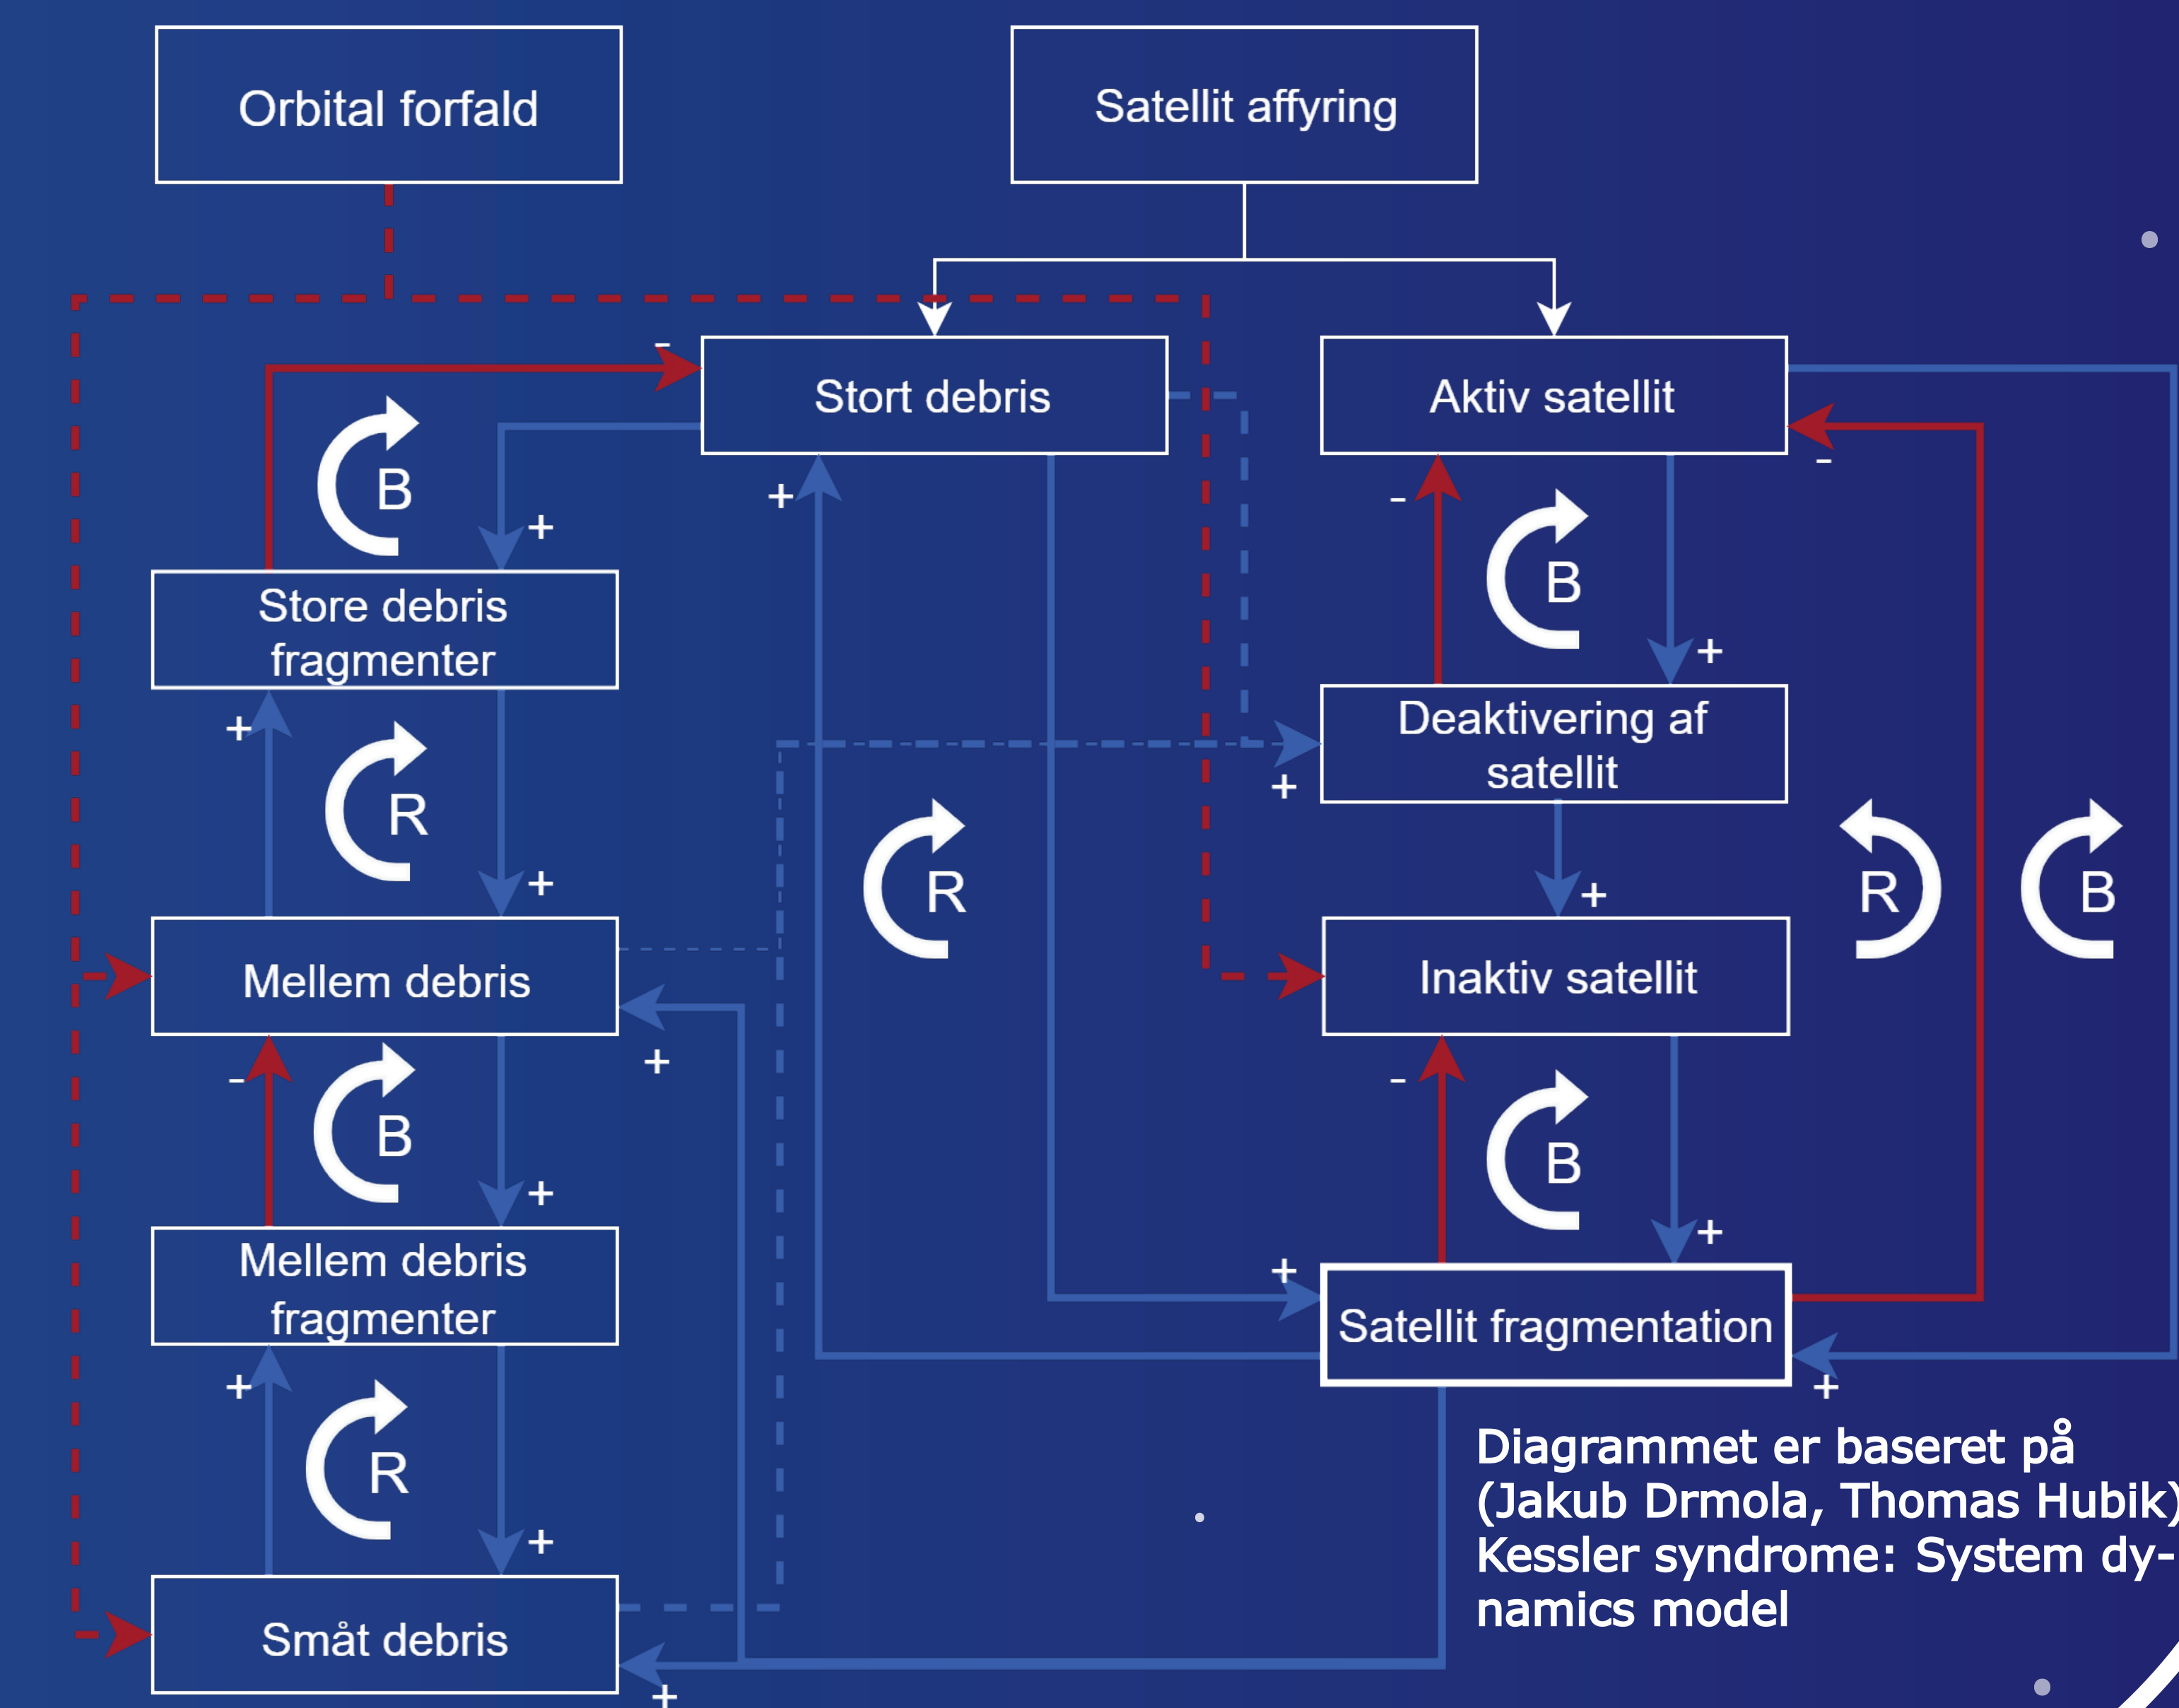 Orbital forfald
Satellit affyring
-
Stort debris
Aktiv satellit
-
B
+
+
-
B
Store debris
fragmenter
+
+
Deaktivering af
satellit
+
R
+
R
R
B
+
+
Mellem debris
Inaktiv satellit
+
-
B
-
B
+
+
Mellem debris
fragmenter
+
Satellit fragmentation
+
+
R
+
Diagrammet er baseret på
(Jakub Drmola, Thomas Hubik)
Kessler syndrome: System dy-
namics model
Småt debris
+